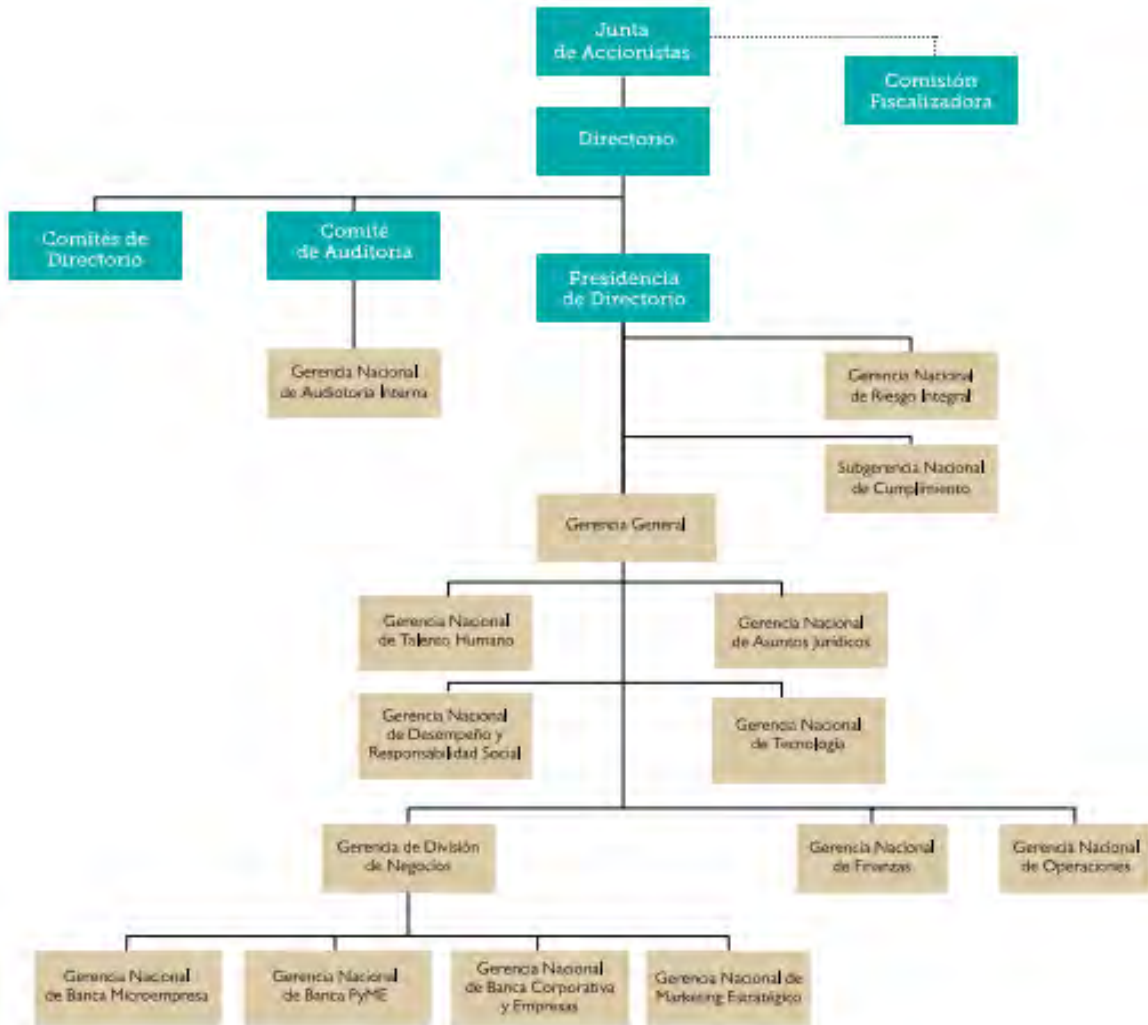 Junta
de Accionistas
Comisión
Fiscalizadora
Directorio
Comités de
Directorio
Comité
de Auditoría
Presidencia
de Directorio
Gerencia Nacional
de Audiotoría Interna
Gerencia Nacional
de Riesgo Integral
Subgerencia Nacional
de Cumplimiento
Gerencia General
Gerencia Nacional
de Talento Humano
Gerencia Nacional
de Asuntos Jurídicos
Gerencia Nacional
de Desempeño y
Responsabilidad Social
Gerencia Nacional
de Tecnología
Gerencia de División
de Negocios
Gerencia Nacional
de Finanzas
Gerencia Nacional
de Operaciones
Gerencia Nacional
de Banca Microempresa
Gerencia Nacional
de Banca PyME
Gerencia Nacional
de Banca Corporativa
y Empresas
Gerencia Nacional de
Marketing Estratégico